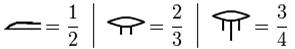 𓐛 = 1/2 | 𓂌 = 2/3 | 𓂍 = 3/4